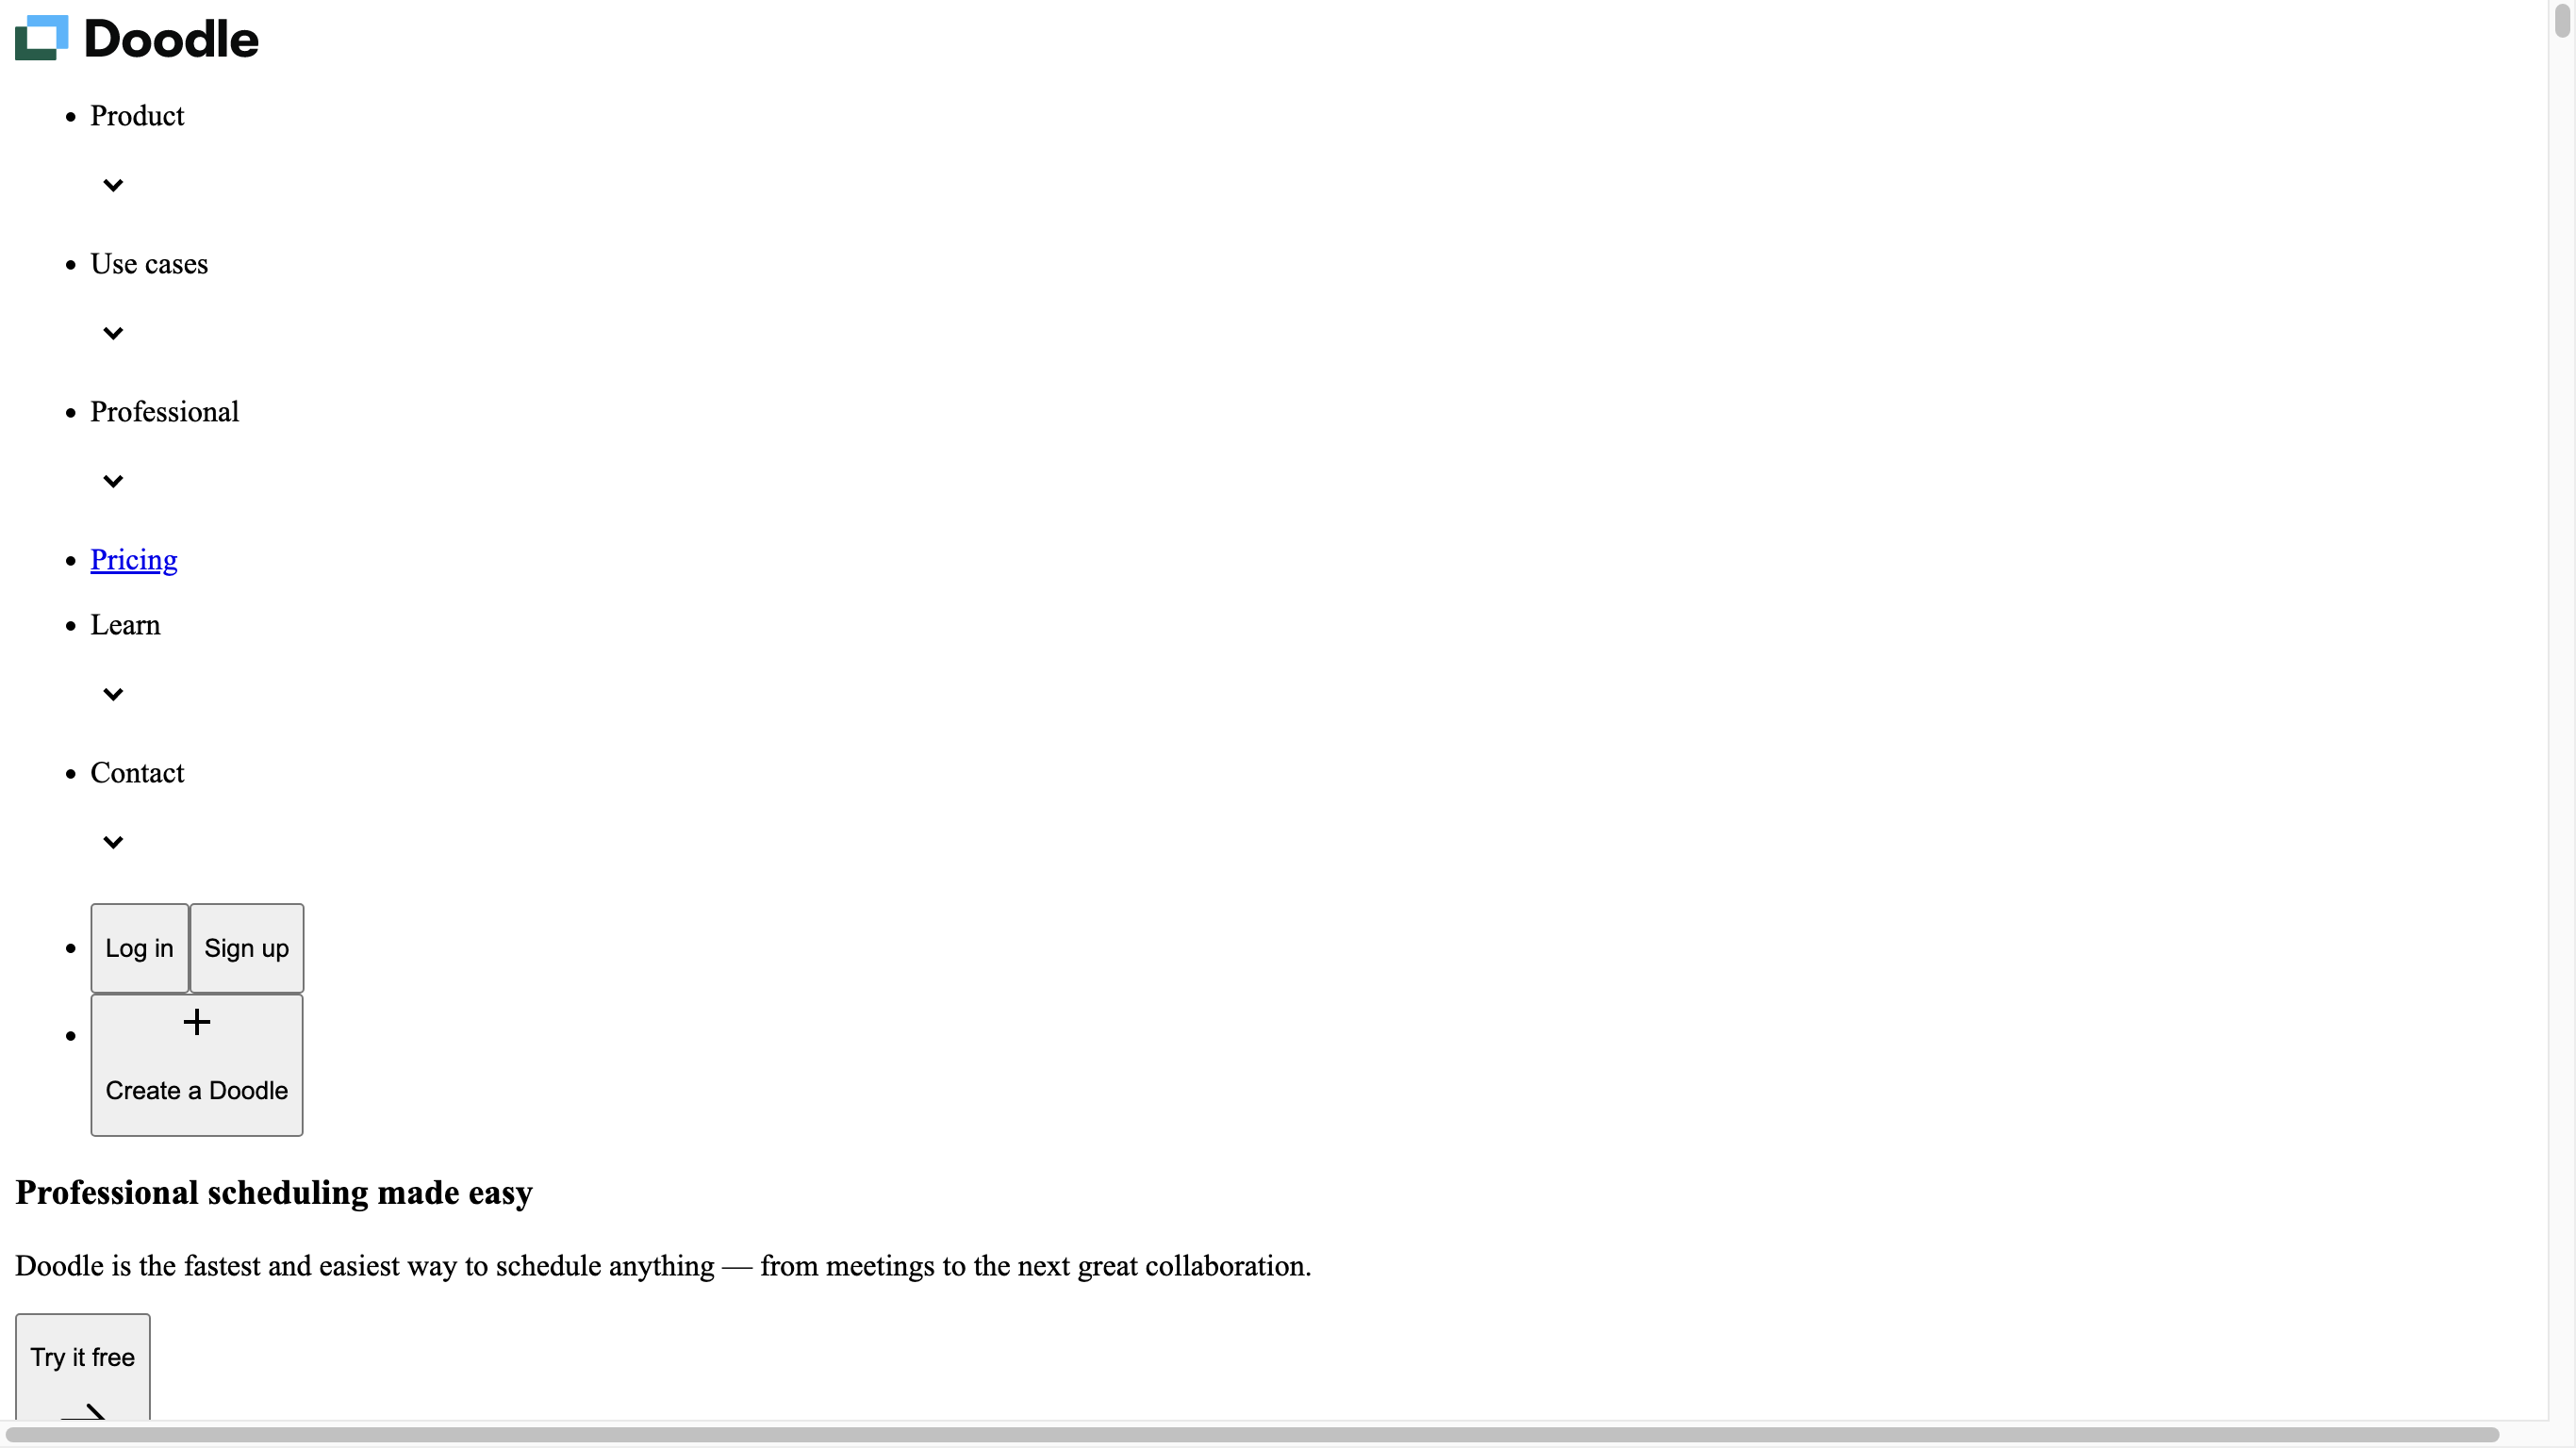 Doodle
Product
Use cases
Professional
Pricing
Learn
Contact
Log in Sign up
Create a Doodle
Professional scheduling made easy
Doodle is the fastest and easiest way to schedule anything — from meetings to the next great collaboration.
Try it free